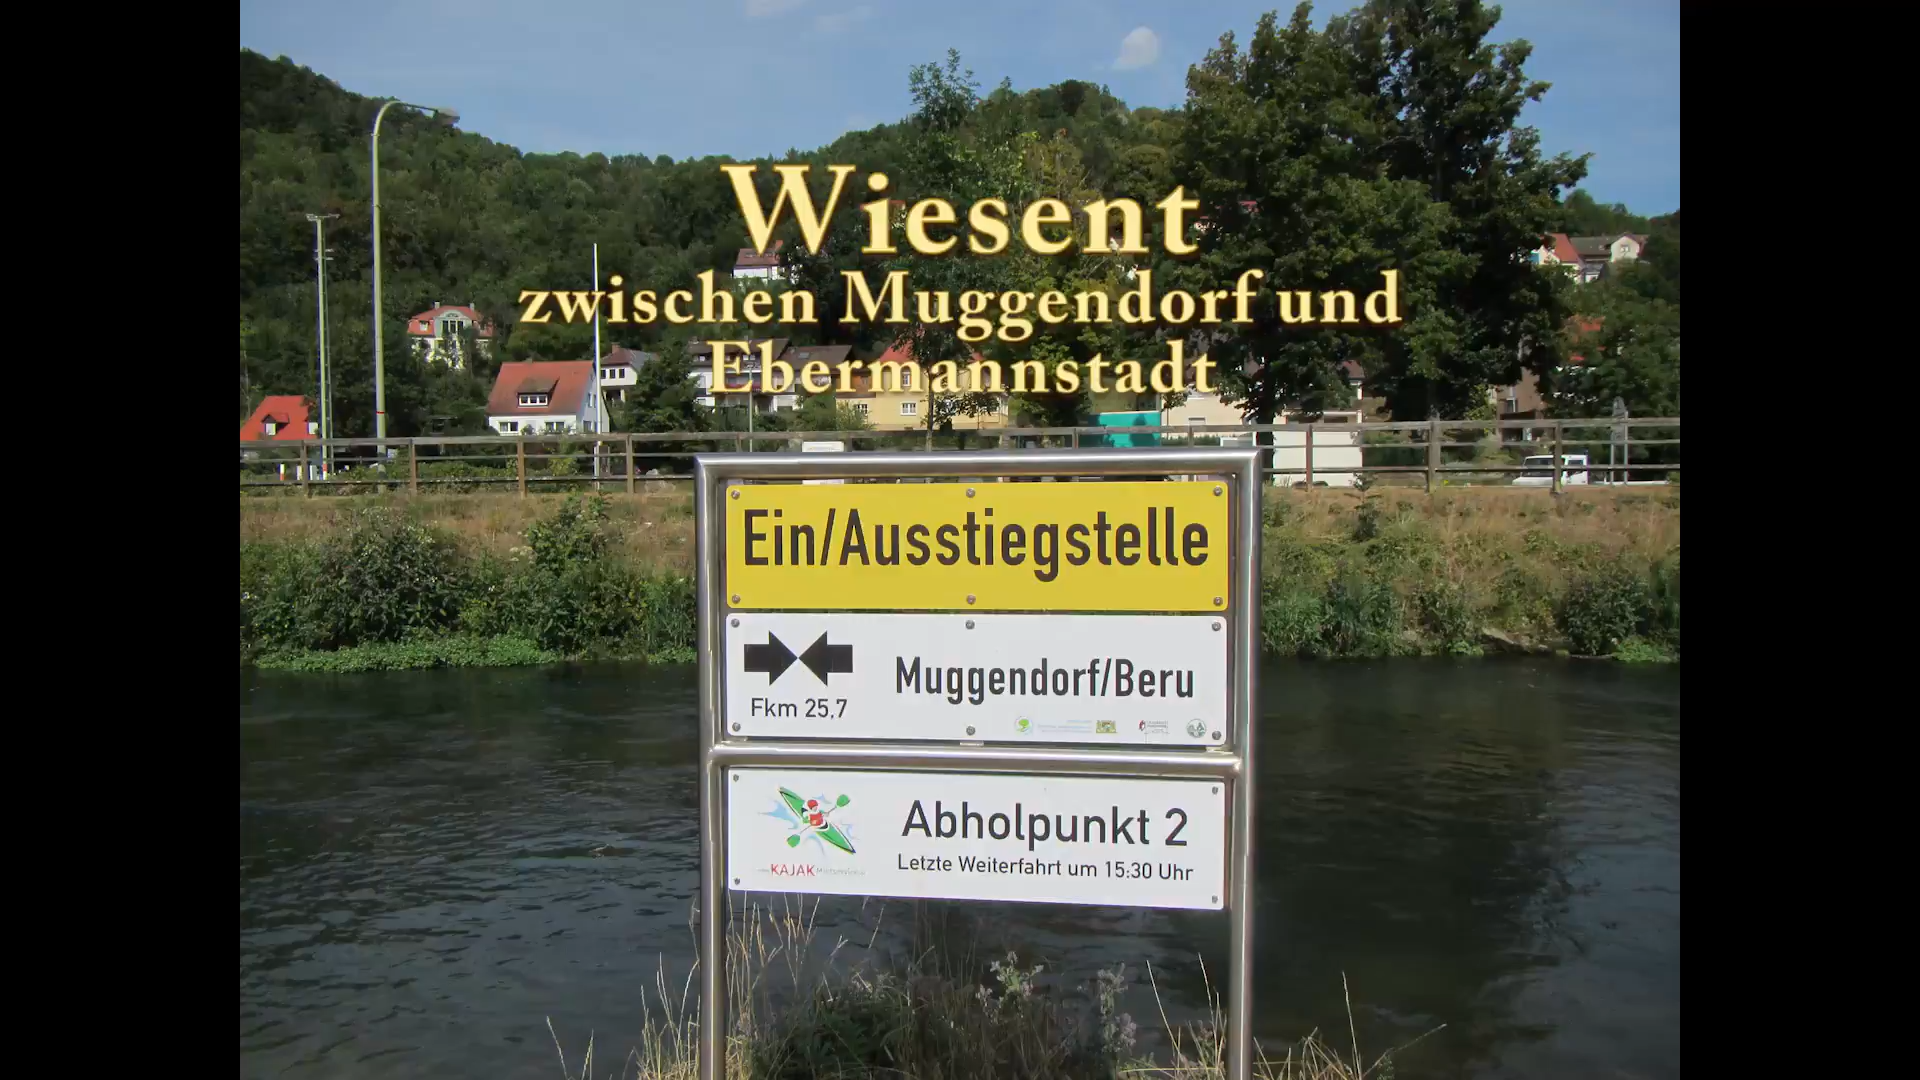 Wiesent
zwischen Muggendorf und
Ebermannstadt
Ein/Ausstiegstelle
Muggendorf/Beru
Fkm 25,7
Abholpunkt 2
Letzte Weiterfahrt um 15:30 Uhr
KAJAK